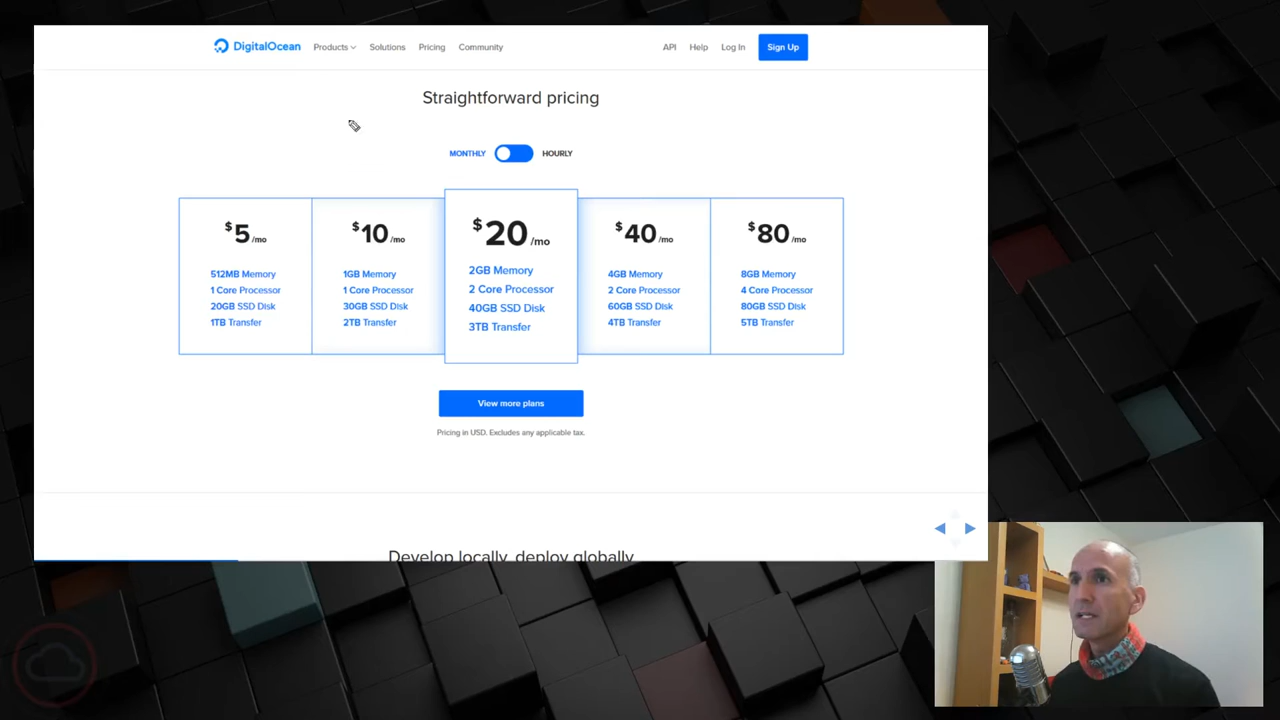 DigitalOcean Products Solutions Pricing Community API Help Log In Sign Up
Straightforward pricing
MONTHLY HOURLY
$5/mo
512MB Memory
1 Core Processor
20GB SSD Disk
1TB Transfer
$10/mo
1GB Memory
1 Core Processor
30GB SSD Disk
2TB Transfer
$20/mo
2GB Memory
2 Core Processor
40GB SSD Disk
3TB Transfer
$40/mo
4GB Memory
2 Core Processor
60GB SSD Disk
4TB Transfer
$80/mo
8GB Memory
4 Core Processor
80GB SSD Disk
5TB Transfer
View more plans
Pricing in USD. Excludes any applicable tax.
Develop locally, deploy globally